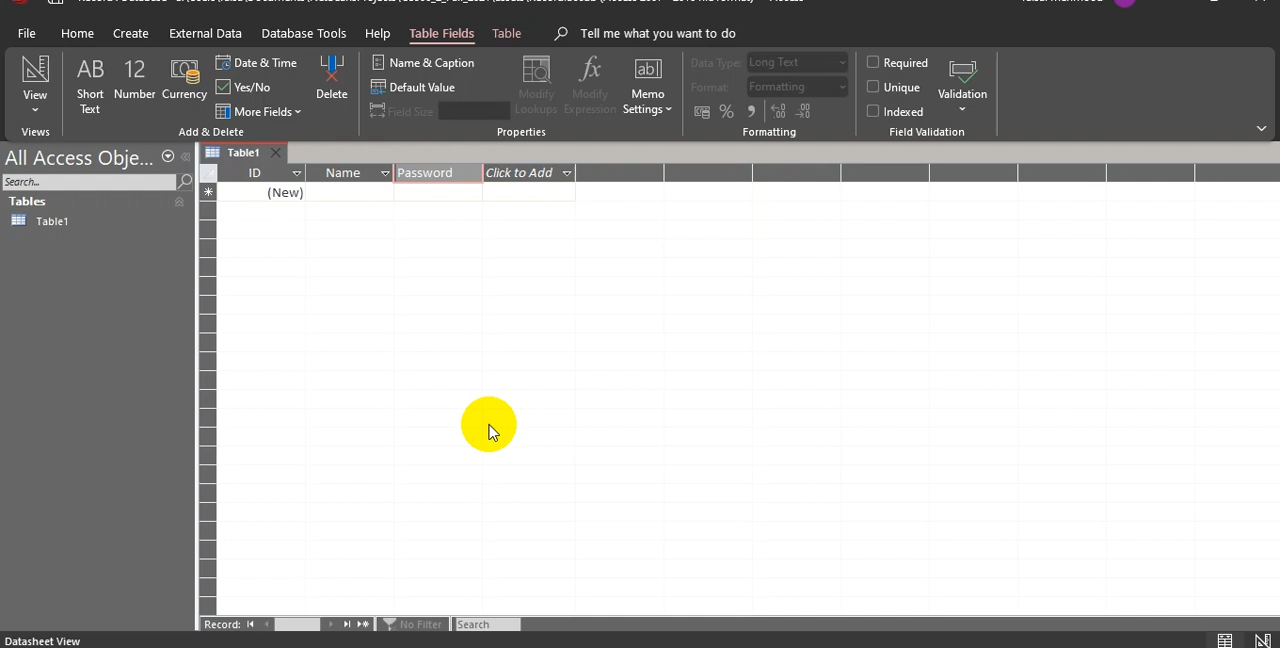 File Home Create External Data Database Tools Help Table Fields Table Tell me what you want to do
View
Views
AB
Short
Text
12
Number
Currency
Date & Time
Yes/No
More Fields
Delete
Add & Delete
Name & Caption
Default Value
Field Size
Modify
Lookups
fx
Modify
Expression
ab
Memo
Settings
Properties
Data Type: Long Text
Format: Formatting
%
Formatting
Required
Unique
Indexed
Validation
Field Validation
All Access Obje...
Search...
Tables
Table1
Table1
ID Name Password Click to Add
(New)
Record: No Filter Search
Datasheet View